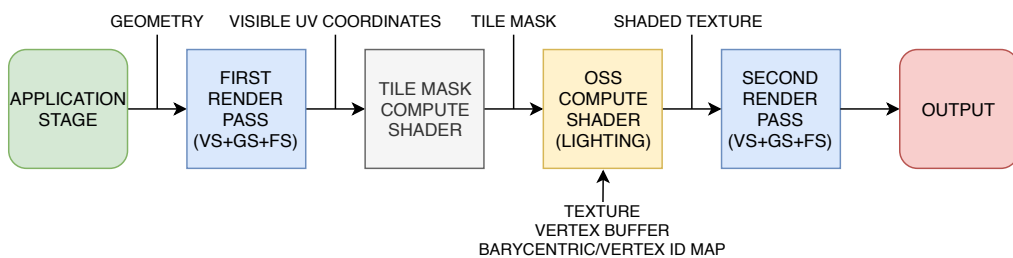 GEOMETRY
VISIBLE UV COORDINATES
TILE MASK
SHADED TEXTURE
APPLICATION
STAGE
FIRST
RENDER
PASS
(VS+GS+FS)
TILE MASK
COMPUTE
SHADER
OSS
COMPUTE
SHADER
(LIGHTING)
SECOND
RENDER
PASS
(VS+GS+FS)
OUTPUT
TEXTURE
VERTEX BUFFER
BARYCENTRIC/VERTEX ID MAP